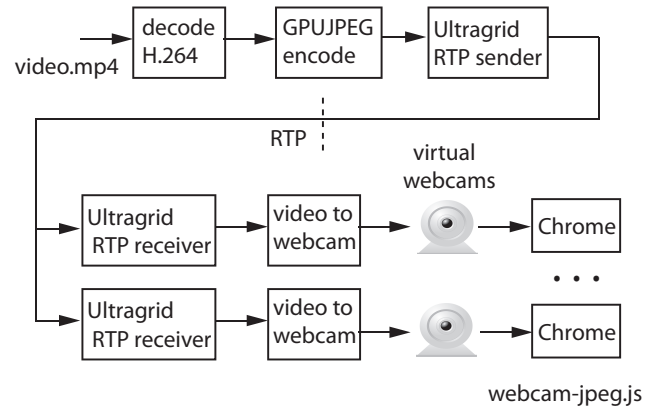 video.mp4
decode
H.264
GPUJPEG
encode
Ultragrid
RTP sender
RTP
virtual
webcams
Ultragrid
RTP receiver
video to
webcam
Chrome
. . .
Ultragrid
RTP receiver
video to
webcam
Chrome
webcam-jpeg.js